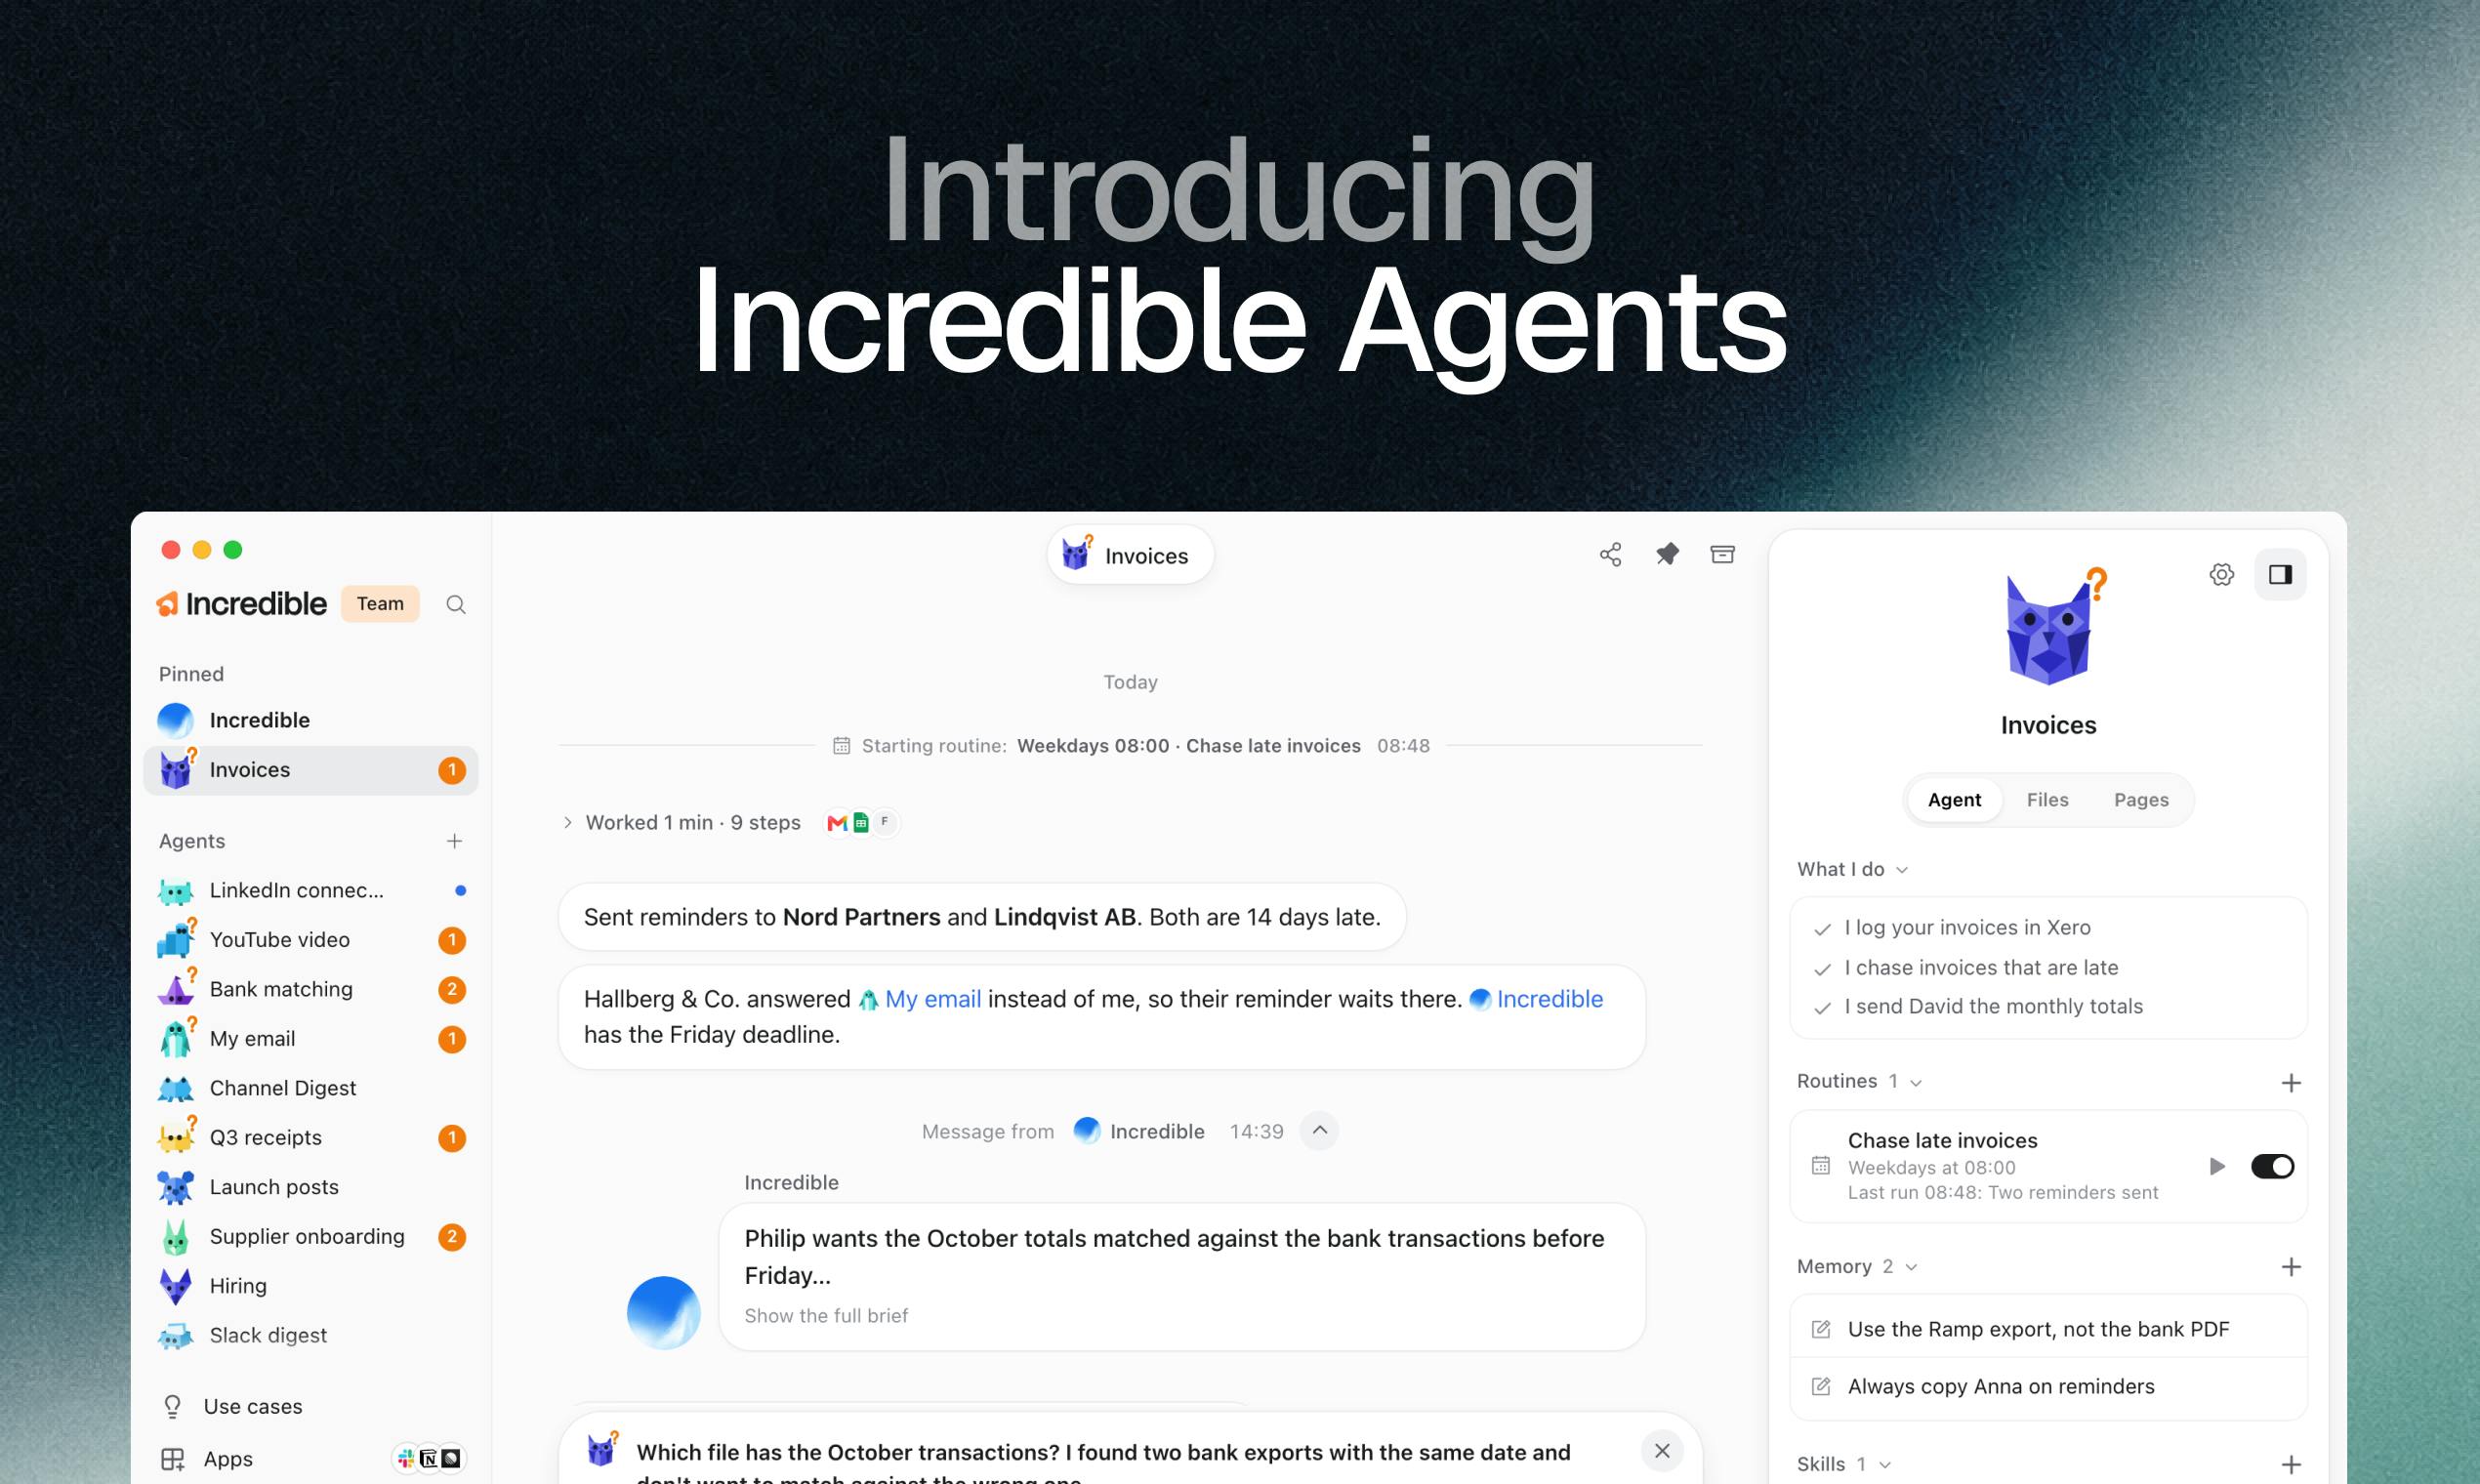 Introducing
Incredible Agents
Incredible
Team
Pinned
Incredible
Invoices
1
Agents
LinkedIn connec...
YouTube video
1
Bank matching
2
My email
1
Channel Digest
Q3 receipts
1
Launch posts
Supplier onboarding
2
Hiring
Slack digest
Use cases
Apps
Invoices
Today
Starting routine: Weekdays 08:00 · Chase late invoices 08:48
Worked 1 min · 9 steps
F
Sent reminders to Nord Partners and Lindqvist AB. Both are 14 days late.
Hallberg & Co. answered My email instead of me, so their reminder waits there. Incredible
has the Friday deadline.
Message from Incredible 14:39
Incredible
Philip wants the October totals matched against the bank transactions before
Friday...
Show the full brief
Which file has the October transactions? I found two bank exports with the same date and
don't want to match against the wrong one
Invoices
Agent
Files
Pages
What I do
I log your invoices in Xero
I chase invoices that are late
I send David the monthly totals
Routines 1
Chase late invoices
Weekdays at 08:00
Last run 08:48: Two reminders sent
Memory 2
Use the Ramp export, not the bank PDF
Always copy Anna on reminders
Skills 1